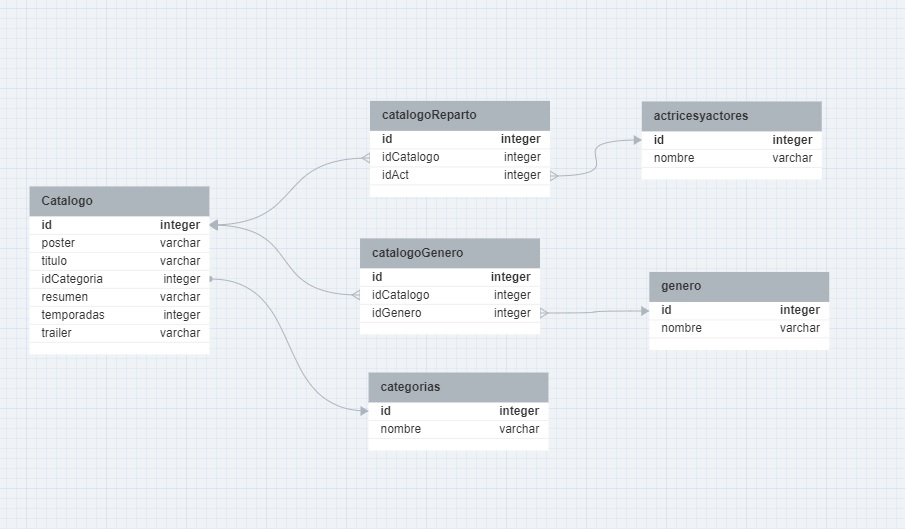 Catalogo
id integer
poster varchar
titulo varchar
idCategoria integer
resumen varchar
temporadas integer
trailer varchar
catalogoReparto
id integer
idCatalogo integer
idAct integer
actricesyactores
id integer
nombre varchar
catalogoGenero
id integer
idCatalogo integer
idGenero integer
genero
id integer
nombre varchar
categorias
id integer
nombre varchar